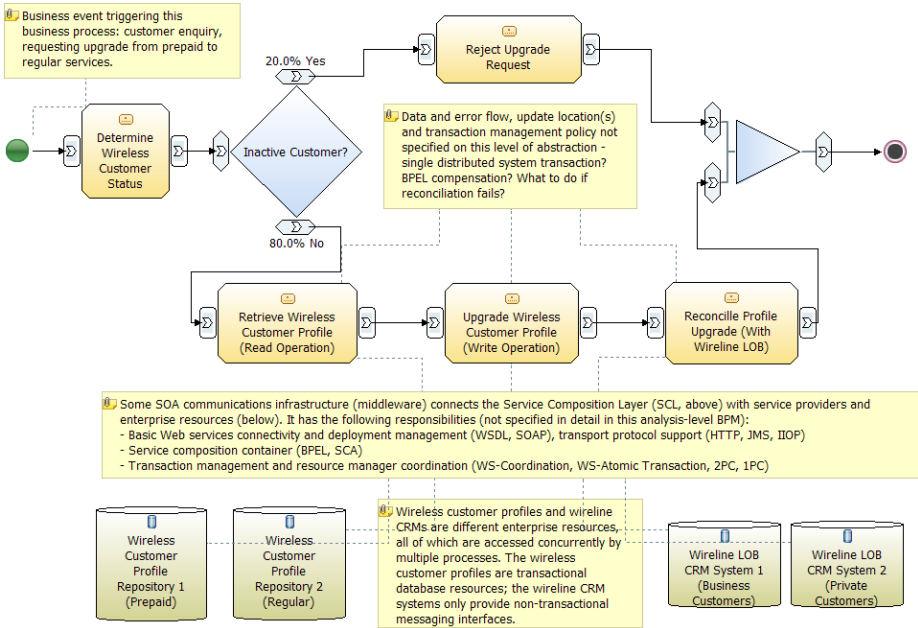 Business event triggering this
business process: customer enquiry,
requesting upgrade from prepaid to
regular services.
20.0% Yes
Reject Upgrade
Request
Determine
Wireless
Customer
Status
Inactive Customer?
Data and error flow, update location(s)
and transaction management policy not
specified on this level of abstraction -
single distributed system transaction?
BPEL compensation? What to do if
reconciliation fails?
80.0% No
Retrieve Wireless
Customer Profile
(Read Operation)
Upgrade Wireless
Customer Profile
(Write Operation)
Reconcille Profile
Upgrade (With
Wireline LOB)
Some SOA communications infrastructure (middleware) connects the Service Composition Layer (SCL, above) with service providers and
enterprise resources (below). It has the following responsibilities (not specified in detail in this analysis-level BPM):
- Basic Web services connectivity and deployment management (WSDL, SOAP), transport protocol support (HTTP, JMS, IIOP)
- Service composition container (BPEL, SCA)
- Transaction management and resource manager coordination (WS-Coordination, WS-Atomic Transaction, 2PC, 1PC)
Wireless
Customer
Profile
Repository 1
(Prepaid)
Wireless
Customer
Profile
Repository 2
(Regular)
Wireless customer profiles and wireline
CRMs are different enterprise resources,
all of which are accessed concurrently by
multiple processes. The wireless
customer profiles are transactional
database resources; the wireline CRM
systems only provide non-transactional
messaging interfaces.
Wireline LOB
CRM System 1
(Business
Customers)
Wireline LOB
CRM System 2
(Private
Customers)